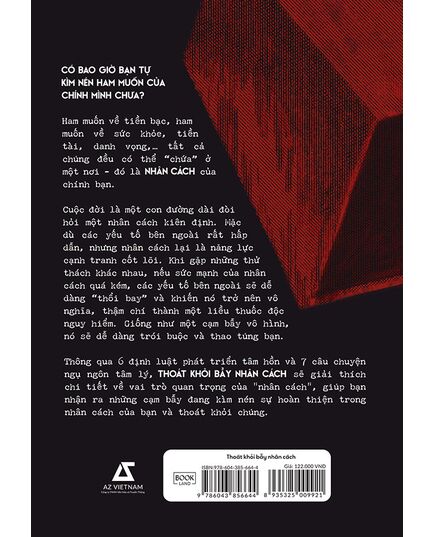 CÓ BAO GIỜ BẠN TỰ
KÌM NÉN HAM MUỐN CỦA
CHÍNH MÌNH CHƯA?
Ham muốn về tiền bạc, ham
muốn về sức khỏe, tiền
tài, danh vọng,… tất cả
chúng đều có thể “chứa” ở
một nơi - đó là NHÂN CÁCH của
chính bạn.
Cuộc đời là một con đường dài đòi
hỏi một nhân cách kiên định. Mặc
dù các yếu tố bên ngoài rất hấp
dẫn, nhưng nhân cách lại là năng lực
cạnh tranh cốt lõi. Khi gặp những thử
thách khác nhau, nếu sức mạnh của nhân
cách quá kém, các yếu tố bên ngoài sẽ dễ
dàng “thổi bay” và khiến nó trở nên vô
nghĩa, thậm chí thành một liều thuốc độc
nguy hiểm. Giống như một cạm bẫy vô hình,
nó sẽ dễ dàng trói buộc và thao túng bạn.
Thông qua 6 định luật phát triển tâm hồn và 7 câu chuyện
ngụ ngôn tâm lý, THOÁT KHỎI BẪY NHÂN CÁCH sẽ giải thích
chi tiết về vai trò quan trọng của "nhân cách", giúp bạn
nhận ra những cạm bẫy đang kìm nén sự hoàn thiện trong
nhân cách của bạn và thoát khỏi chúng.
AZ VIETNAM
BOOK
LAND
Thoát khỏi bẫy nhân cách
ISBN: 978-604-385-664-4
Giá: 122.000 VNĐ
9 786043 856644
8 935325 009921